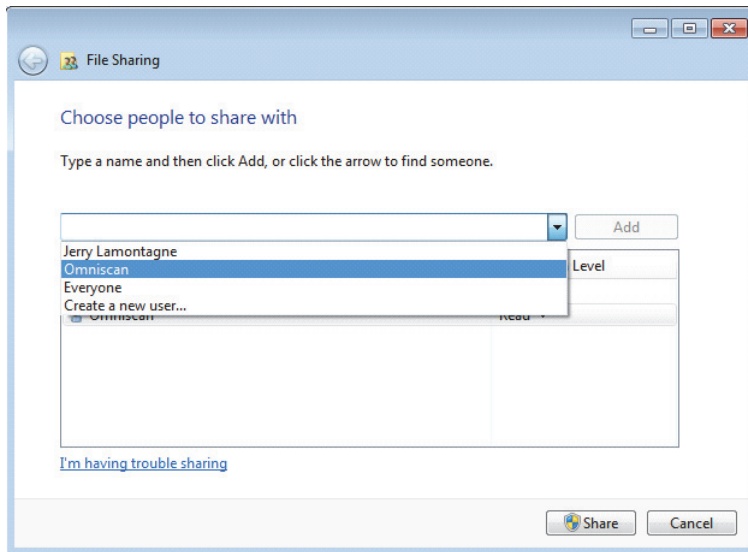 File Sharing
Choose people to share with
Type a name and then click Add, or click the arrow to find someone.
Add
Jerry Lamontagne
Omniscan
Everyone
Create a new user...
Level
Omniscan Read
I'm having trouble sharing
Share Cancel